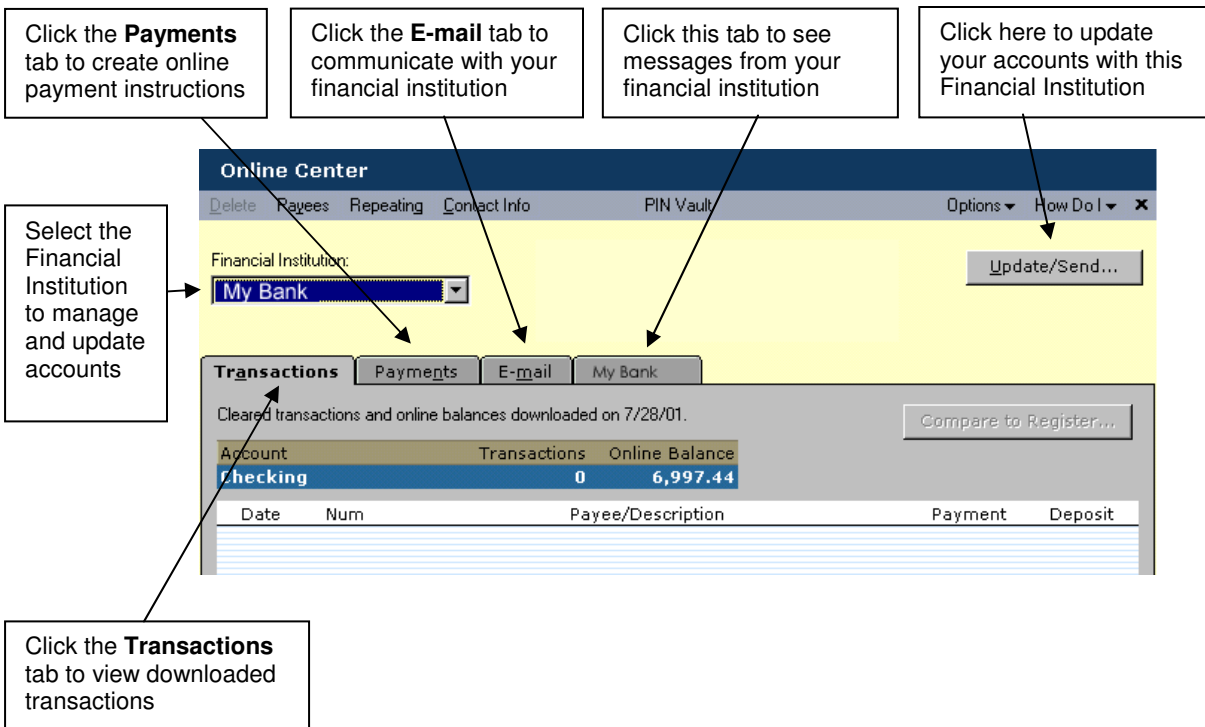 Click the Payments
tab to create online
payment instructions
Click the E-mail tab to
communicate with your
financial institution
Click this tab to see
messages from your
financial institution
Click here to update
your accounts with this
Financial Institution
Online Center
Delete Payees Repeating Contact Info PIN Vault Options How Do I
Select the
Financial
Institution
to manage
and update
accounts
Financial Institution:
My Bank
Update/Send...
Transactions Payments E-mail My Bank
Cleared transactions and online balances downloaded on 7/28/01.
Compare to Register...
Account Transactions Online Balance
Checking 0 6,997.44
Date Num Payee/Description Payment Deposit
Click the Transactions
tab to view downloaded
transactions